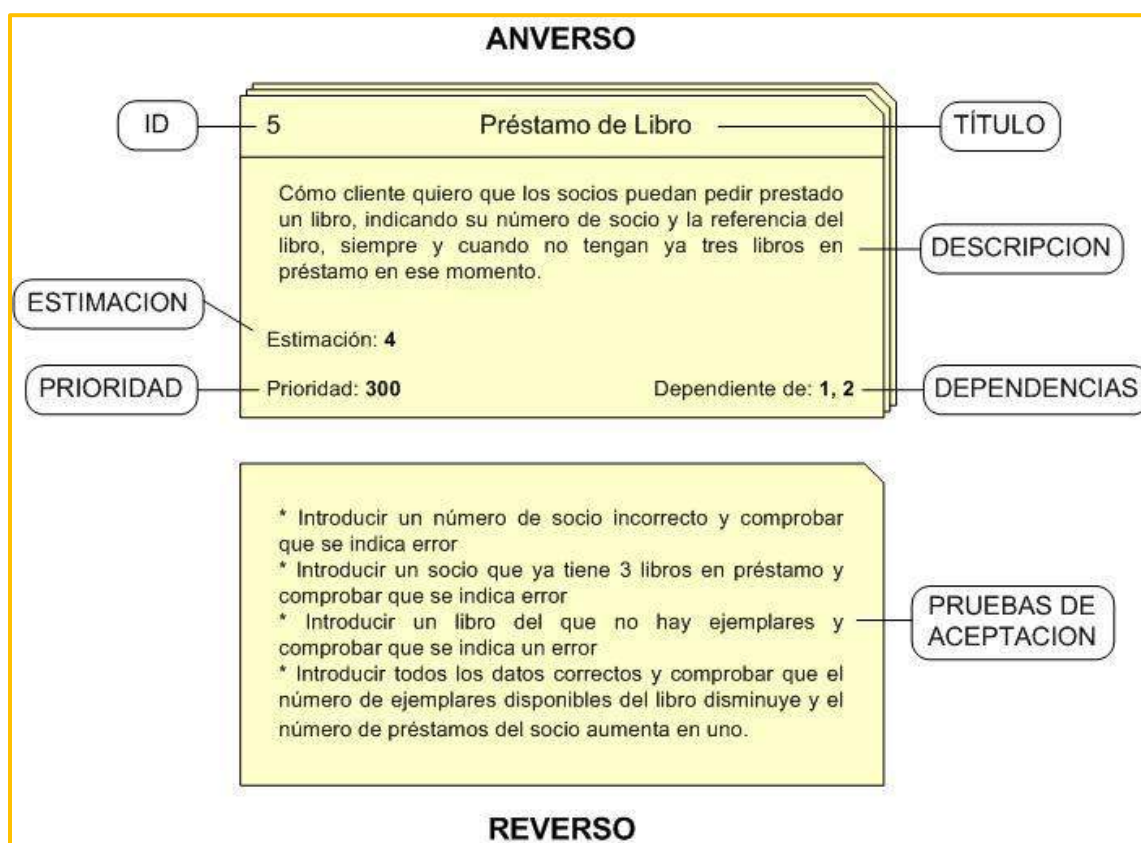 ANVERSO
ID
5
Préstamo de Libro
TÍTULO
Cómo cliente quiero que los socios puedan pedir prestado
un libro, indicando su número de socio y la referencia del
libro, siempre y cuando no tengan ya tres libros en
préstamo en ese momento.
DESCRIPCION
ESTIMACION
Estimación: 4
PRIORIDAD
Prioridad: 300
Dependiente de: 1, 2
DEPENDENCIAS
* Introducir un número de socio incorrecto y comprobar
que se indica error
* Introducir un socio que ya tiene 3 libros en préstamo y
comprobar que se indica error
* Introducir un libro del que no hay ejemplares y
comprobar que se indica un error
* Introducir todos los datos correctos y comprobar que el
número de ejemplares disponibles del libro disminuye y el
número de préstamos del socio aumenta en uno.
PRUEBAS DE
ACEPTACION
REVERSO